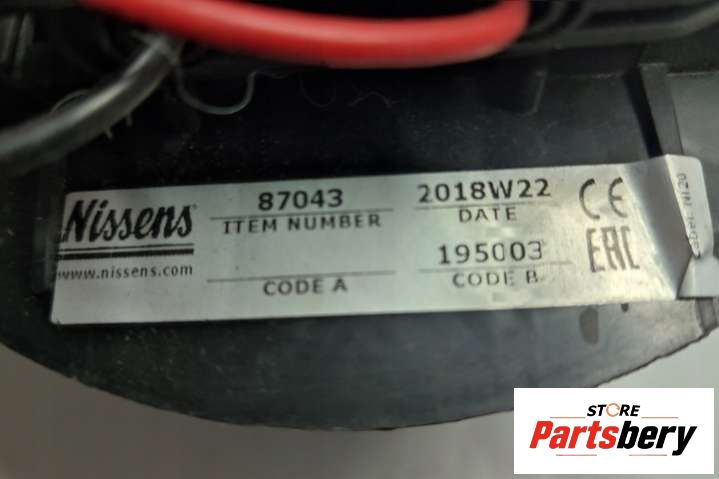 Nissens
www.nissens.com
87043
ITEM NUMBER
CODE A
2018W22
DATE
195003
CODE B
CE
EAC
STORE
Partsbery